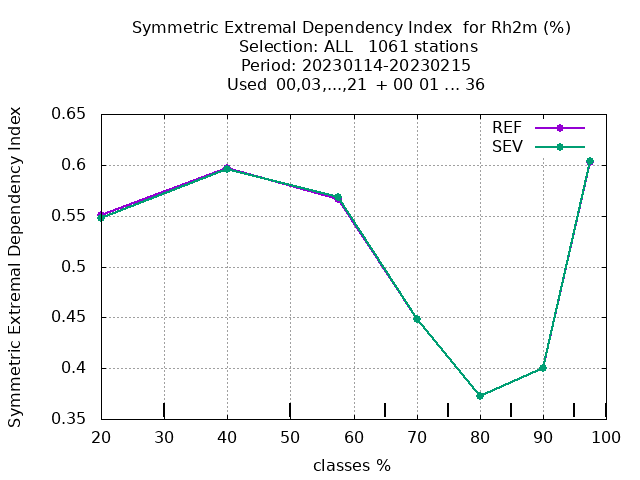 Symmetric Extremal Dependency Index  for Rh2m (%)
Selection: ALL   1061 stations
Period: 20230114-20230215
Used  00,03,...,21  + 00 01 ... 36
Symmetric Extremal Dependency Index
0.65
0.6
0.55
0.5
0.45
0.4
0.35
REF
SEV
20 30 40 50 60 70 80 90 100
classes %